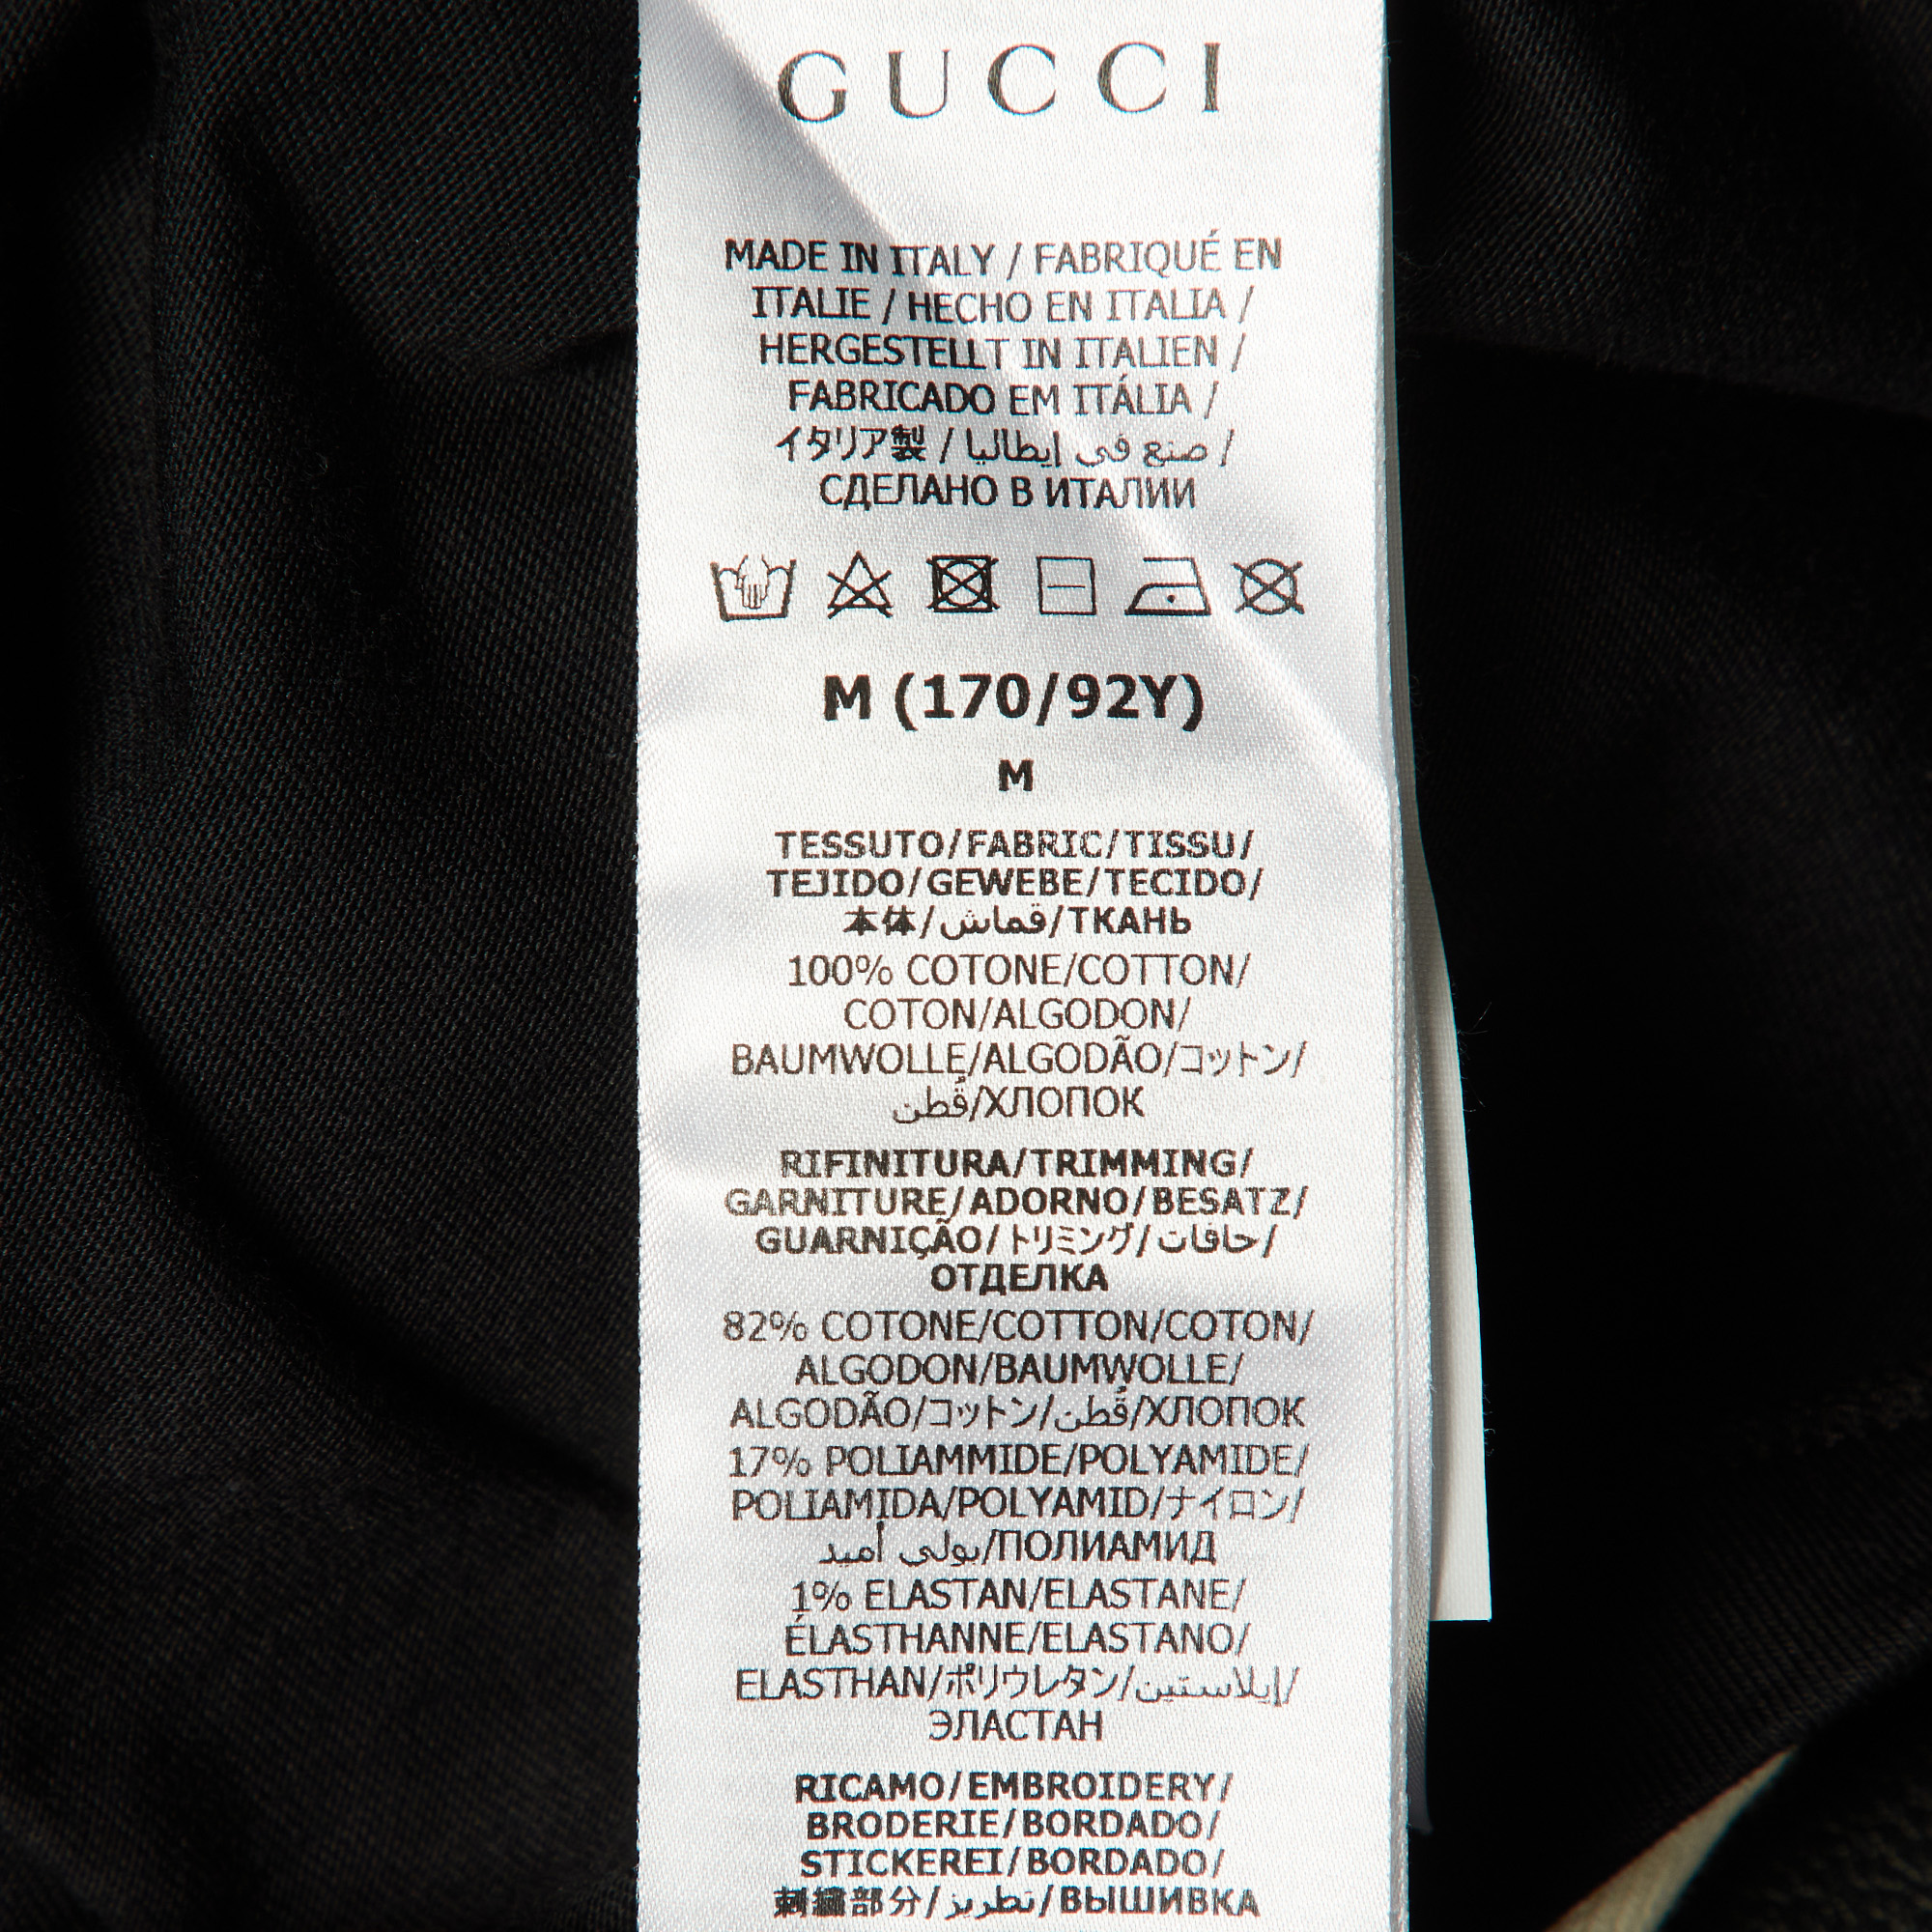 GUCCI
MADE IN ITALY / FABRIQUÉ EN
ITALIE / HECHO EN ITALIA /
HERGESTELLT IN ITALIEN /
FABRICADO EM ITÁLIA /
イタリア製 / صنع في إيطاليا /
СДЕЛАНО В ИТАЛИИ
M (170/92Y)
M
TESSUTO/FABRIC/TISSU/
TEJIDO/GEWEBE/TECIDO/
本体/قماش/ТКАНЬ
100% COTONE/COTTON/
COTON/ALGODON/
BAUMWOLLE/ALGODÃO/コットン/
قُطن/ХЛОПОК
RIFINITURA/TRIMMING/
GARNITURE/ADORNO/BESATZ/
GUARNIÇÃO/トリミング/حافات/
ОТДЕЛКА
82% COTONE/COTTON/COTON/
ALGODON/BAUMWOLLE/
ALGODÃO/コットン/قُطن/ХЛОПОК
17% POLIAMMIDE/POLYAMIDE/
POLIAMIDA/POLYAMID/ナイロン/
بولي أميد/ПОЛИАМИД
1% ELASTAN/ELASTANE/
ÉLASTHANNE/ELASTANO/
ELASTHAN/ポリウレタン/إيلاستين/
ЭЛАСТАН
RICAMO/EMBROIDERY/
BRODERIE/BORDADO/
STICKEREI/BORDADO/
刺繍部分/تطريز/ВЫШИВКА